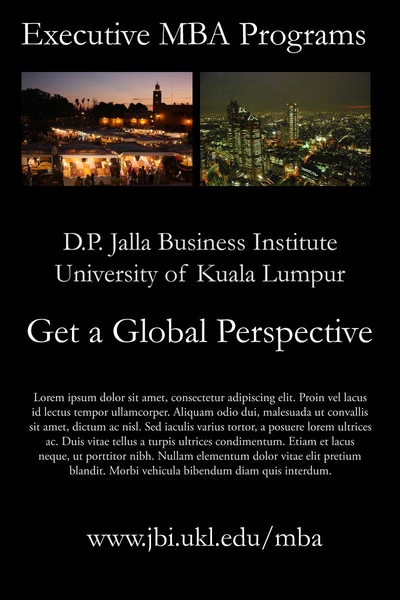 Executive MBA Programs
D.P. Jalla Business Institute
University of Kuala Lumpur
Get a Global Perspective
Lorem ipsum dolor sit amet, consectetur adipiscing elit. Proin vel lacus
id lectus tempor ullamcorper. Aliquam odio dui, malesuada ut convallis
sit amet, dictum ac nisl. Sed iaculis varius tortor, a posuere lorem ultrices
ac. Duis vitae tellus a turpis ultrices condimentum. Etiam et lacus
neque, ut porttitor nibh. Nullam elementum dolor vitae elit pretium
blandit. Morbi vehicula bibendum diam quis interdum.
www.jbi.ukl.edu/mba